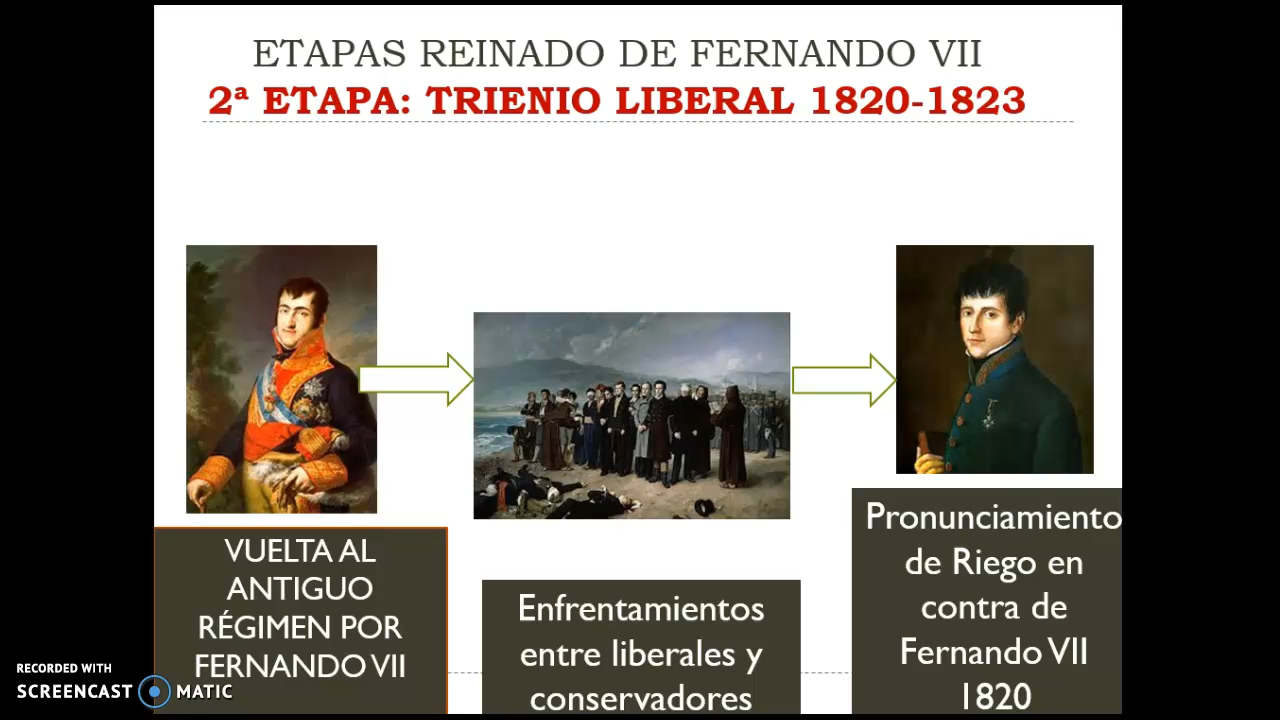 ETAPAS REINADO DE FERNANDO VII
2ª ETAPA: TRIENIO LIBERAL 1820-1823
VUELTA AL
ANTIGUO
RÉGIMEN POR
FERNANDO VII
Enfrentamientos
entre liberales y
conservadores
Pronunciamiento
de Riego en
contra de
Fernando VII
1820
RECORDED WITH
SCREENCAST MATIC